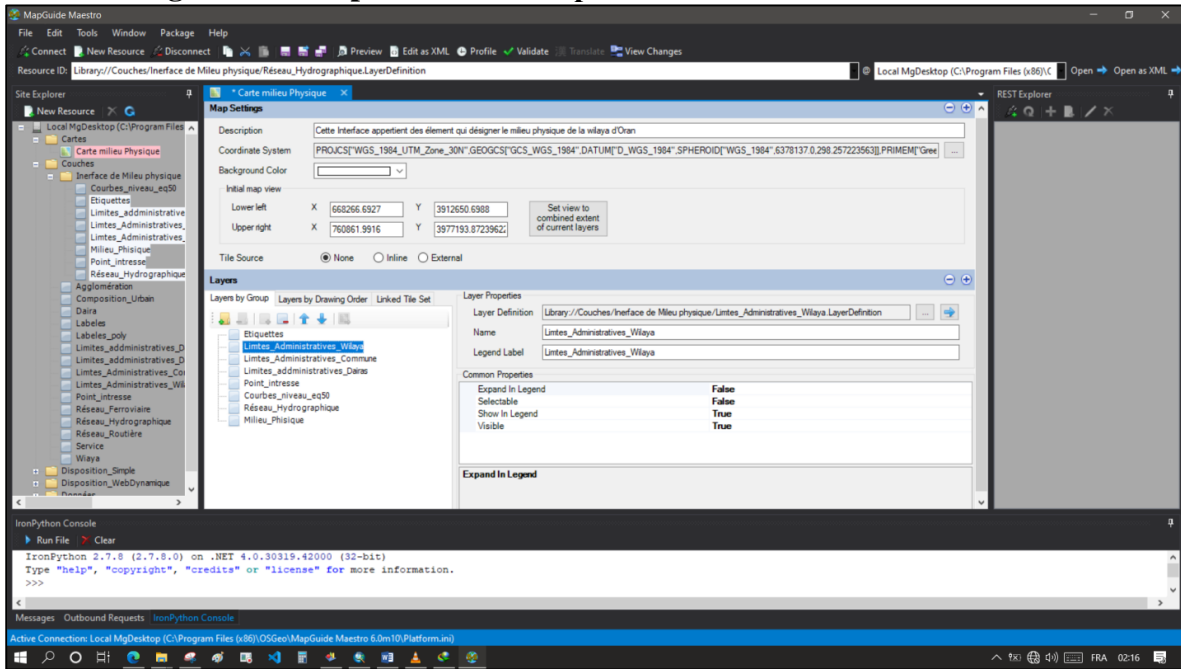 MapGuide Maestro
File Edit Tools Window Package Help
Connect New Resource Disconnect Preview Edit as XML Profile Validate Translate View Changes
Resource ID: Library://Couches/Inerface de Mileu physique/Réseau_Hydrographique.LayerDefinition @ Local MgDesktop (C:\Program Files (x86)\C Open Open as XML
Site Explorer
New Resource
Local MgDesktop (C:\Program Files
Cartes
Carte milieu Physique
Couches
Inerface de Mileu physique
Courbes_niveau_eq50
Etiquettes
Limites_addministrative
Limtes_Administratives_
Limtes_Administratives_
Milieu_Phisique
Point_intresse
Réseau_Hydrographique
Agglomération
Composition_Urbain
Daira
Labeles
Labeles_poly
Limites_addministratives_D
Limites_addministratives_D
Limtes_Administratives_Co
Limtes_Administratives_Wil
Point_intresse
Réseau_Ferroviaire
Réseau_Hydrographique
Réseau_Routière
Service
Wiaya
Disposition_Simple
Disposition_WebDynamique
Données
* Carte milieu Physique X
Map Settings
Description Cette Interface appertient des élement qui désigner le milieu physique de la wilaya d'Oran
Coordinate System PROJCS["WGS_1984_UTM_Zone_30N",GEOGCS["GCS_WGS_1984",DATUM["D_WGS_1984",SPHEROID["WGS_1984",6378137.0,298.257223563]],PRIMEM["Gree ...
Background Color
Initial map view
Lower left X 668266.6927 Y 3912650.6988
Upper right X 760861.9916 Y 3977193.87239622
Set view to
combined extent
of current layers
Tile Source None Inline External
Layers
Layers by Group Layers by Drawing Order Linked Tile Set
Etiquettes
Limtes_Administratives_Wilaya
Limtes_Administratives_Commune
Limites_addministratives_Dairas
Point_intresse
Courbes_niveau_eq50
Réseau_Hydrographique
Milieu_Phisique
Layer Properties
Layer Definition Library://Couches/Inerface de Mileu physique/Limtes_Administratives_Wilaya.LayerDefinition ...
Name Limtes_Administratives_Wilaya
Legend Label Limtes_Administratives_Wilaya
Common Properties
Expand In Legend False
Selectable False
Show In Legend True
Visible True
Expand In Legend
REST Explorer
IronPython Console
Run File Clear
IronPython 2.7.8 (2.7.8.0) on .NET 4.0.30319.42000 (32-bit)
Type "help", "copyright", "credits" or "license" for more information.
>>>
Messages Outbound Requests IronPython Console
Active Connection: Local MgDesktop (C:\Program Files (x86)\OSGeo\MapGuide Maestro 6.0m10\Platform.ini)
FRA 02:16